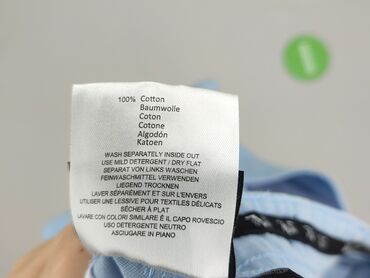 100% Cotton
Baumwolle
Coton
Cotone
Algodón
Katoen
WASH SEPARATELY INSIDE OUT
USE MILD DETERGENT / DRY FLAT
SEPARAT VON LINKS WASCHEN
FEINWASCHMITTEL VERWENDEN
LIEGEND TROCKNEN
LAVER SÉPARÉMENT ET SUR L'ENVERS
UTILISER UNE LESSIVE POUR TEXTILES DÉLICATS
SÈCHER À PLAT
LAVARE CON COLORI SIMILARE È IL CAPO ROVESCIO
USO DETERGENTE NEUTRO
ASCIUGARE IN PIANO